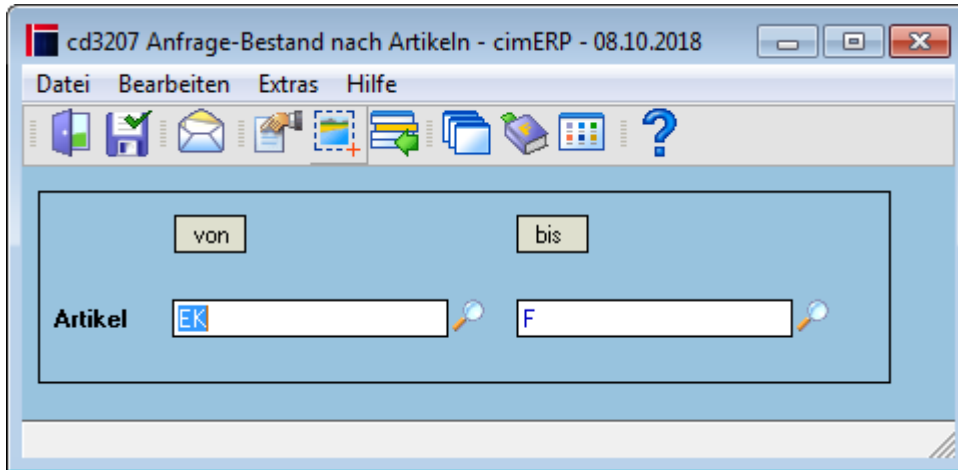 cd3207 Anfrage-Bestand nach Artikeln - cimERP - 08.10.2018
Datei Bearbeiten Extras Hilfe
von bis
Artikel EK F